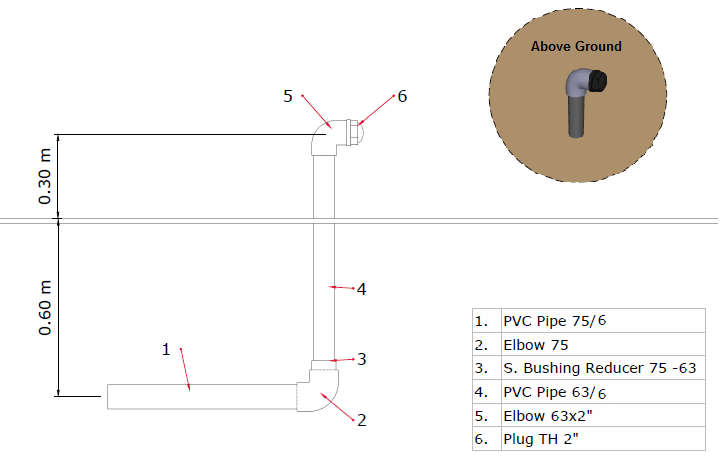 Above Ground
5
6
0.30 m
0.60 m
4
1
3
2
1. PVC Pipe 75/6
2. Elbow 75
3. S. Bushing Reducer 75 -63
4. PVC Pipe 63/6
5. Elbow 63x2"
6. Plug TH 2"